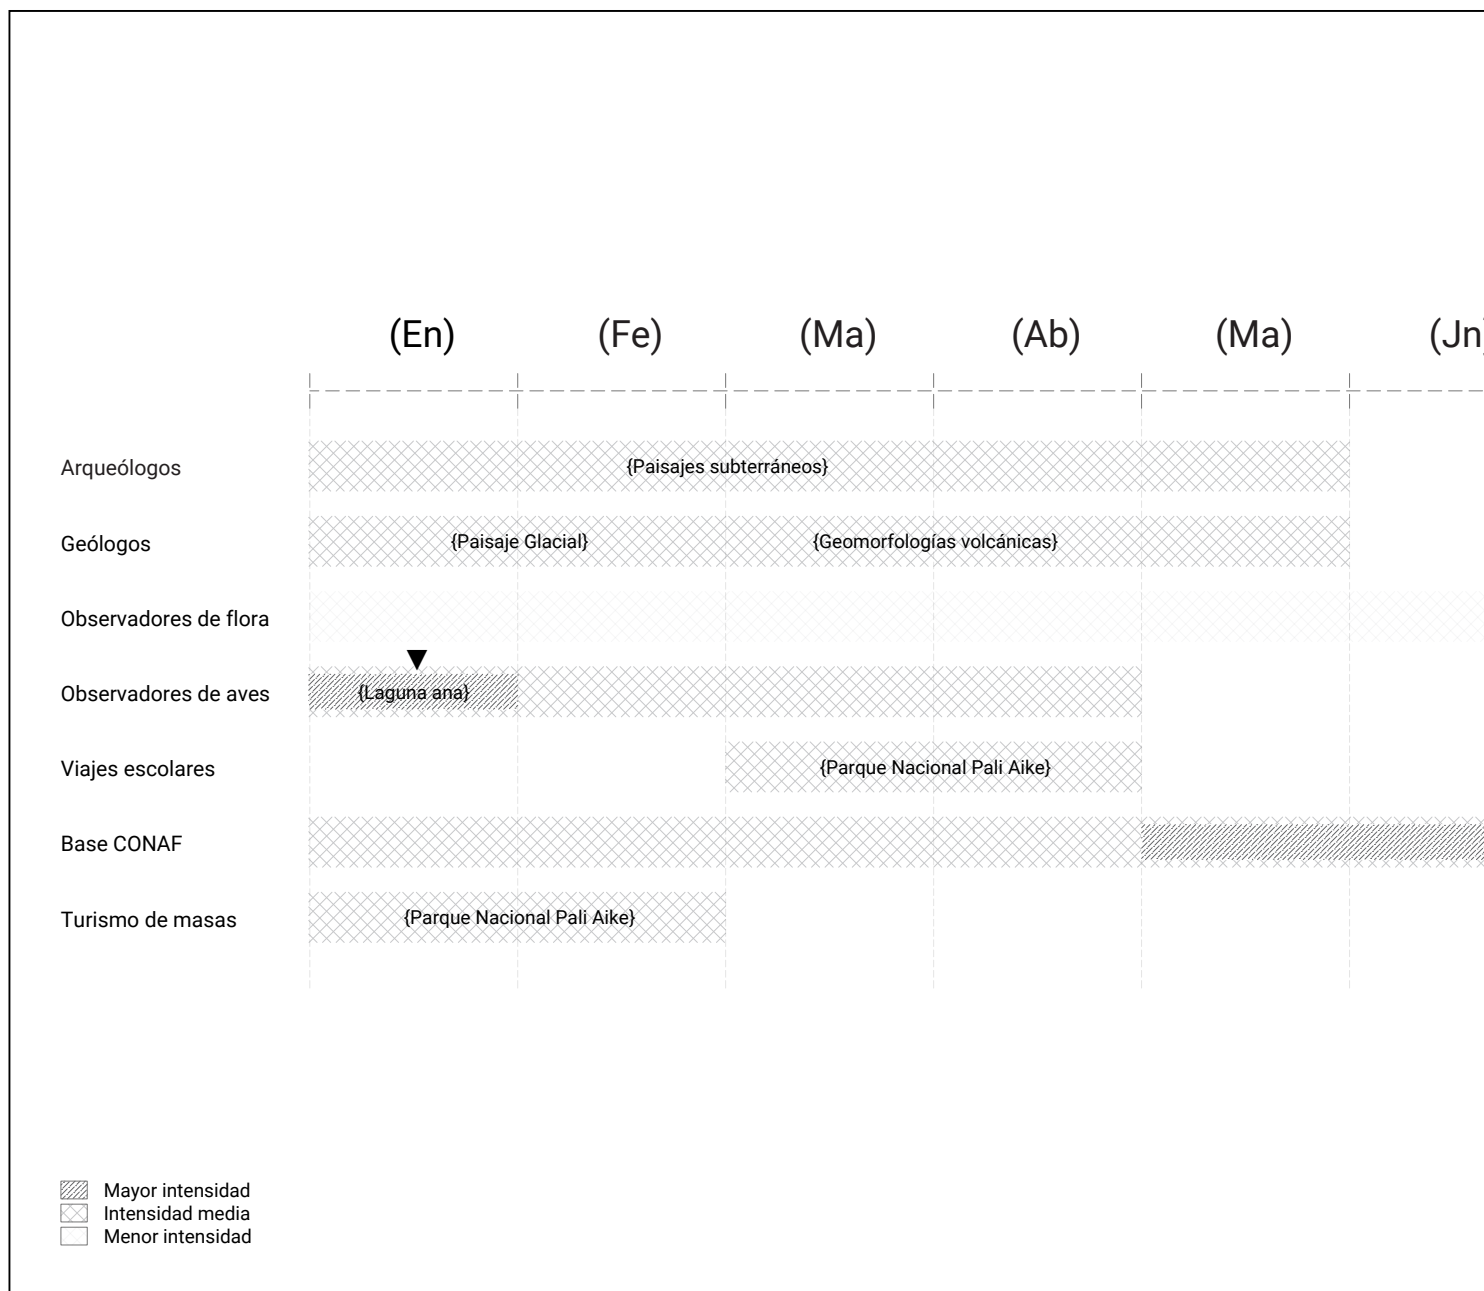 (En) (Fe) (Ma) (Ab) (Ma) (Jn)
Arqueólogos {Paisajes subterráneos}
Geólogos {Paisaje Glacial} {Geomorfologías volcánicas}
Observadores de flora
Observadores de aves {Laguna ana}
Viajes escolares {Parque Nacional Pali Aike}
Base CONAF
Turismo de masas {Parque Nacional Pali Aike}
Mayor intensidad
Intensidad media
Menor intensidad